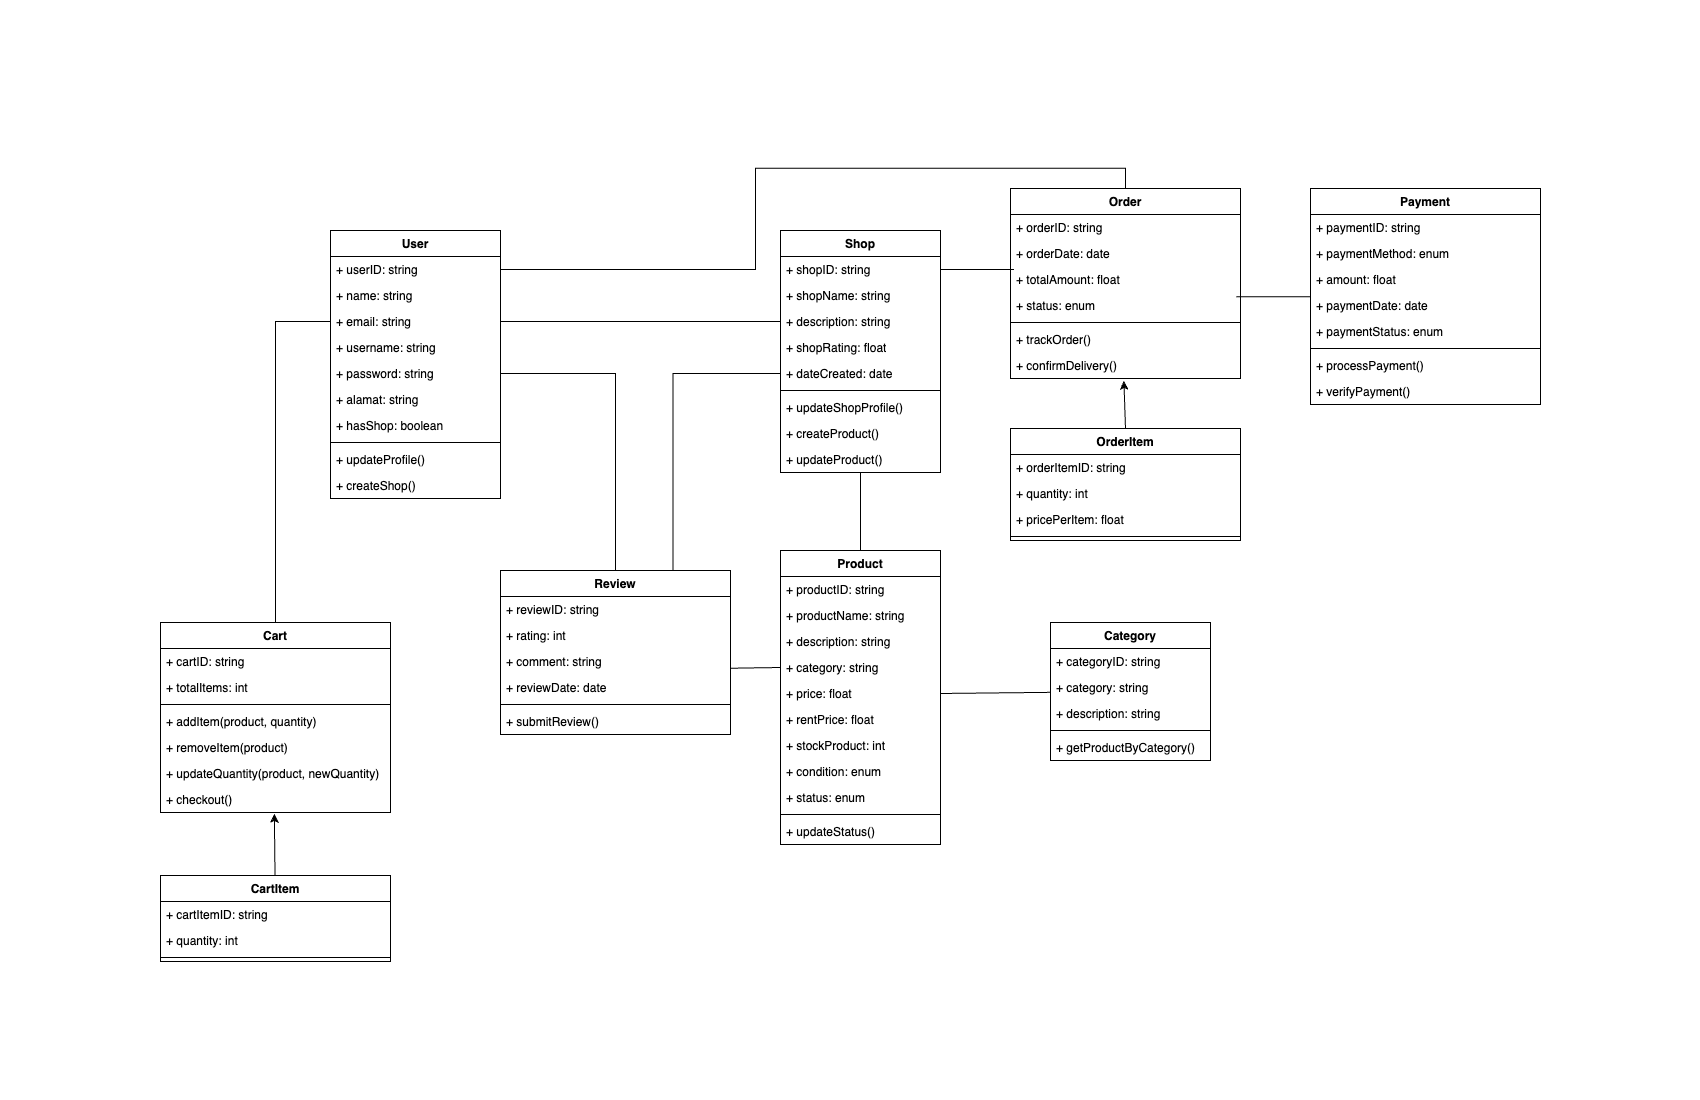 User
+ userID: string
+ name: string
+ email: string
+ username: string
+ password: string
+ alamat: string
+ hasShop: boolean
+ updateProfile()
+ createShop()
Shop
+ shopID: string
+ shopName: string
+ description: string
+ shopRating: float
+ dateCreated: date
+ updateShopProfile()
+ createProduct()
+ updateProduct()
Order
+ orderID: string
+ orderDate: date
+ totalAmount: float
+ status: enum
+ trackOrder()
+ confirmDelivery()
Payment
+ paymentID: string
+ paymentMethod: enum
+ amount: float
+ paymentDate: date
+ paymentStatus: enum
+ processPayment()
+ verifyPayment()
OrderItem
+ orderItemID: string
+ quantity: int
+ pricePerItem: float
Cart
+ cartID: string
+ totalItems: int
+ addItem(product, quantity)
+ removeItem(product)
+ updateQuantity(product, newQuantity)
+ checkout()
Review
+ reviewID: string
+ rating: int
+ comment: string
+ reviewDate: date
+ submitReview()
Product
+ productID: string
+ productName: string
+ description: string
+ category: string
+ price: float
+ rentPrice: float
+ stockProduct: int
+ condition: enum
+ status: enum
+ updateStatus()
Category
+ categoryID: string
+ category: string
+ description: string
+ getProductByCategory()
CartItem
+ cartItemID: string
+ quantity: int